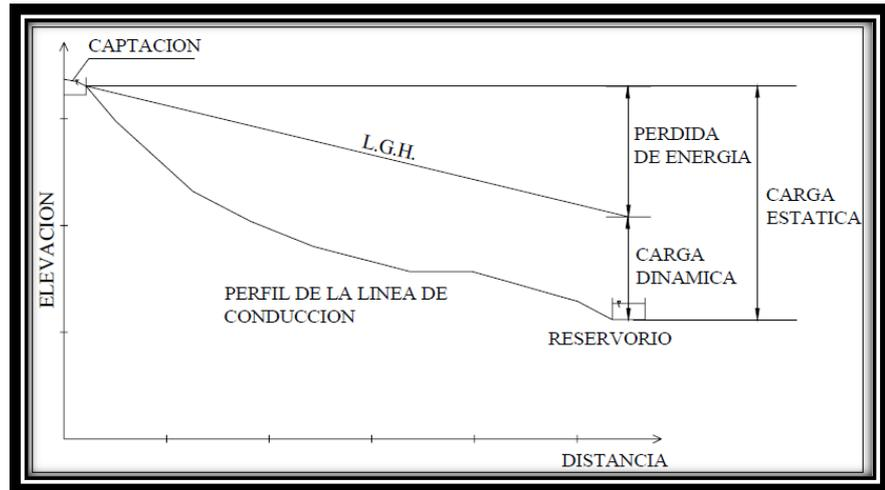 CAPTACION
L.G.H.
PERDIDA
DE ENERGIA
CARGA
ESTATICA
ELEVACION
CARGA
DINAMICA
PERFIL DE LA LINEA DE
CONDUCCION
RESERVORIO
DISTANCIA